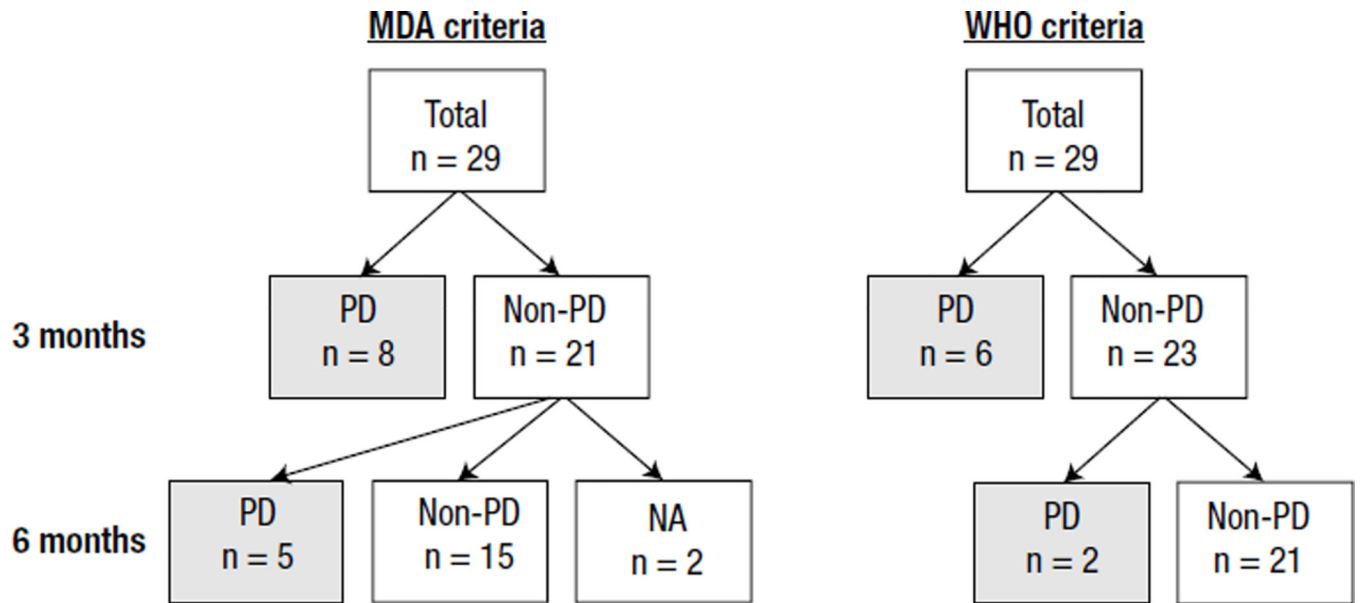 MDA criteria
Total
n = 29
3 months
PD
n = 8
Non-PD
n = 21
6 months
PD
n = 5
Non-PD
n = 15
NA
n = 2
WHO criteria
Total
n = 29
PD
n = 6
Non-PD
n = 23
PD
n = 2
Non-PD
n = 21